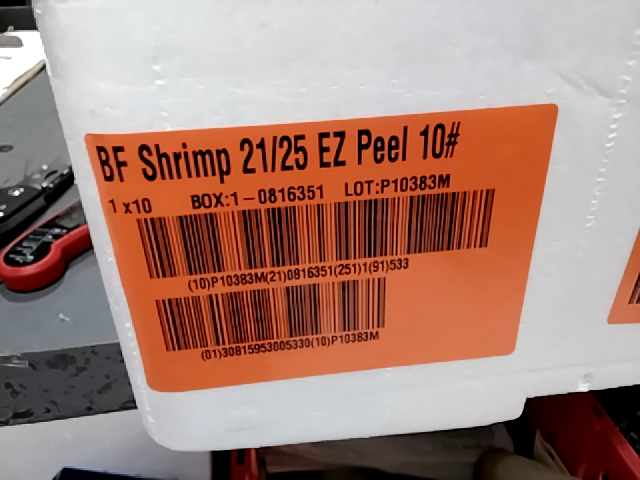 BF Shrimp 21/25 EZ Peel 10#
1 x10 BOX:1-0816351 LOT:P10383M
(10)P10383M(21)0816351(251)1(91)533
(01)30815953005330(10)P10383M